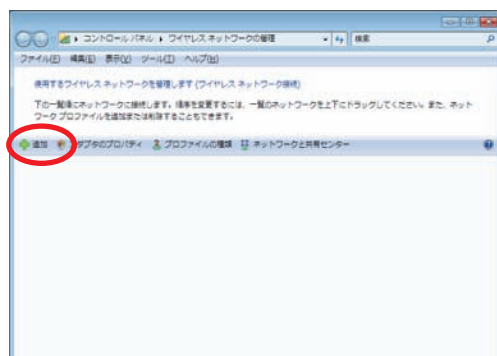 コントロール パネル ▸ ワイヤレス ネットワークの管理
検索
ファイル(F) 編集(E) 表示(V) ツール(T) ヘルプ(H)
使用するワイヤレス ネットワークを管理します (ワイヤレス ネットワーク接続)
下の一覧順にネットワークに接続します。順序を変更するには、一覧のネットワークを上下にドラッグしてください。また、ネット
ワーク プロファイルを追加または削除することもできます。
追加 アダプタのプロパティ プロファイルの種類 ネットワークと共有センター